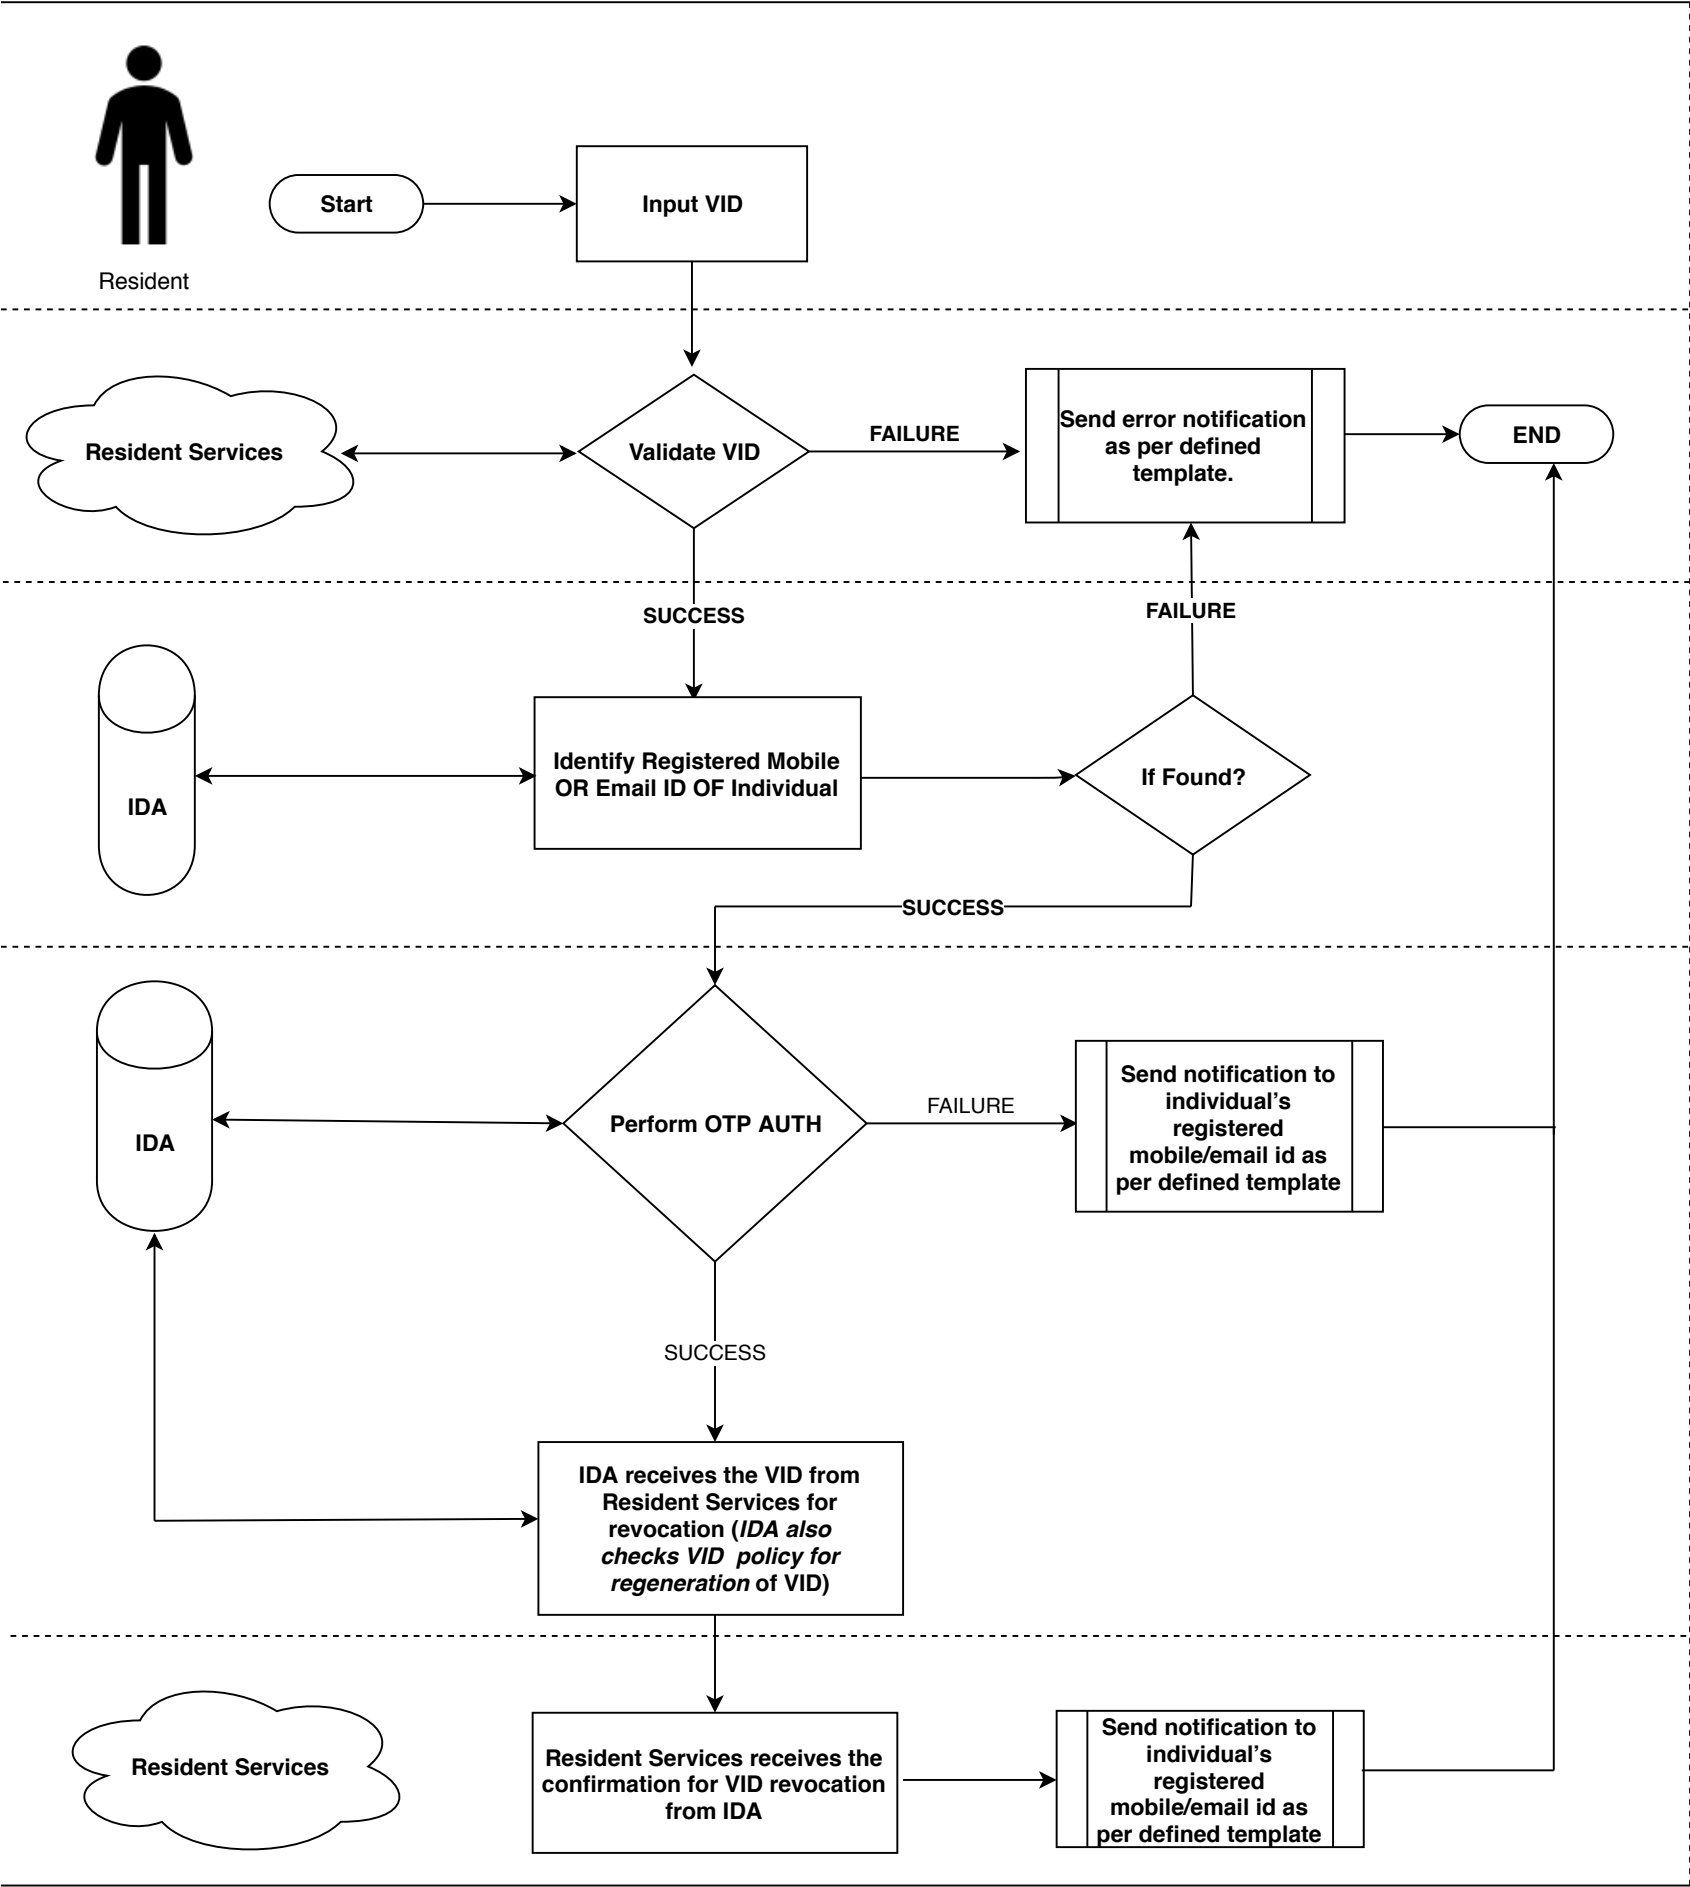 Start
Input VID
Resident
Resident Services
Validate VID
FAILURE
Send error notification
as per defined
template.
END
SUCCESS
FAILURE
IDA
Identify Registered Mobile
OR Email ID OF Individual
If Found?
SUCCESS
IDA
Perform OTP AUTH
FAILURE
Send notification to
individual’s
registered
mobile/email id as
per defined template
SUCCESS
IDA receives the VID from
Resident Services for
revocation (IDA also
checks VID  policy for
regeneration of VID)
Resident Services
Resident Services receives the
confirmation for VID revocation
from IDA
Send notification to
individual’s
registered
mobile/email id as
per defined template